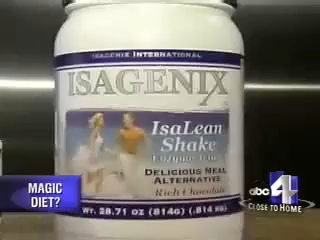 ISAGENIX INTERNATIONAL
ISAGENIX
IsaLean
Shake
DELICIOUS MEAL
ALTERNATIVE
Rich Chocolate
WT. 28.71 OZ (814G) (.814 KG)
MAGIC
DIET?
abc 4
CLOSE TO HOME